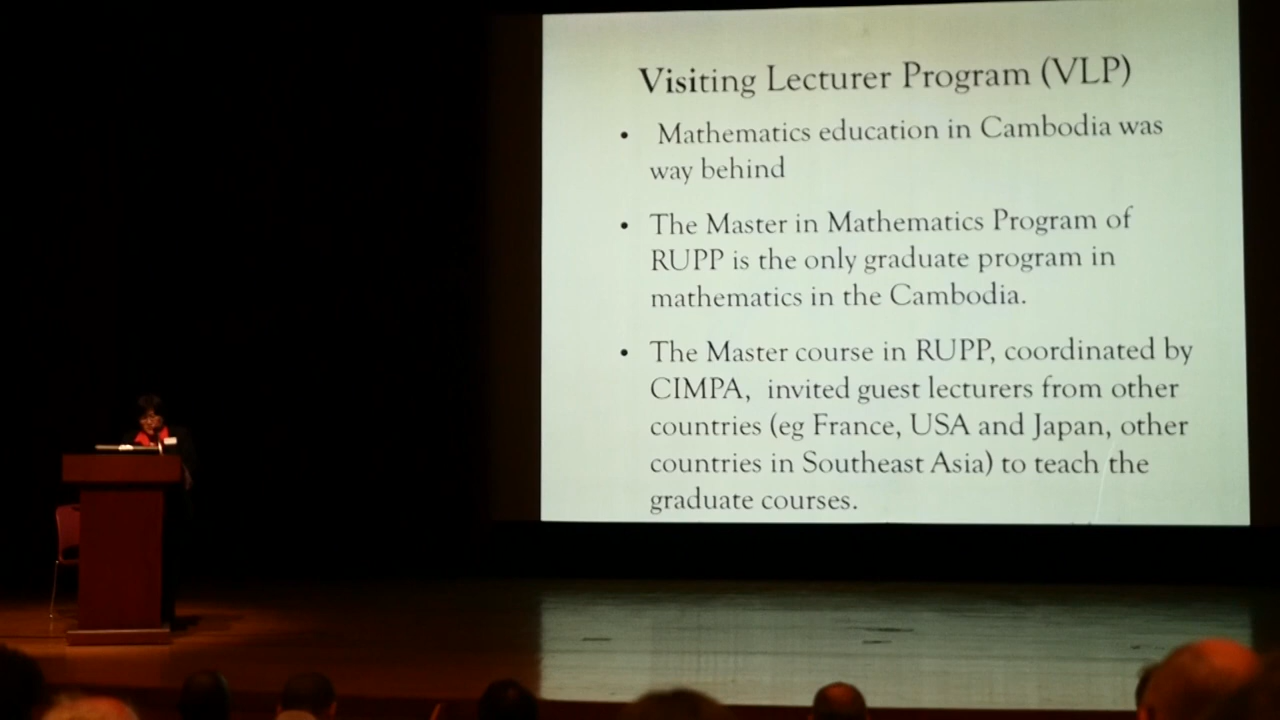 Visiting Lecturer Program (VLP)
• Mathematics education in Cambodia was
way behind
• The Master in Mathematics Program of
RUPP is the only graduate program in
mathematics in the Cambodia.
• The Master course in RUPP, coordinated by
CIMPA, invited guest lecturers from other
countries (eg France, USA and Japan, other
countries in Southeast Asia) to teach the
graduate courses.